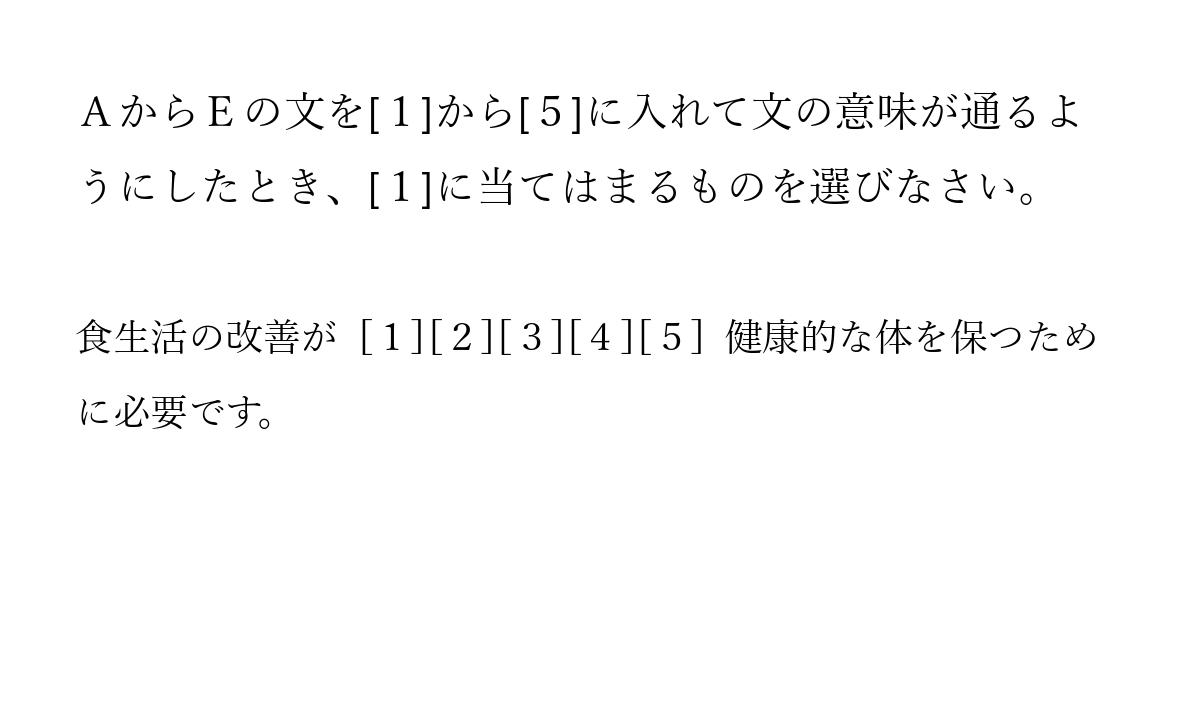 ＡからＥの文を[１]から[５]に入れて文の意味が通るよ
うにしたとき、[１]に当てはまるものを選びなさい。
食生活の改善が［１][２][３][４][５］健康的な体を保つため
に必要です。